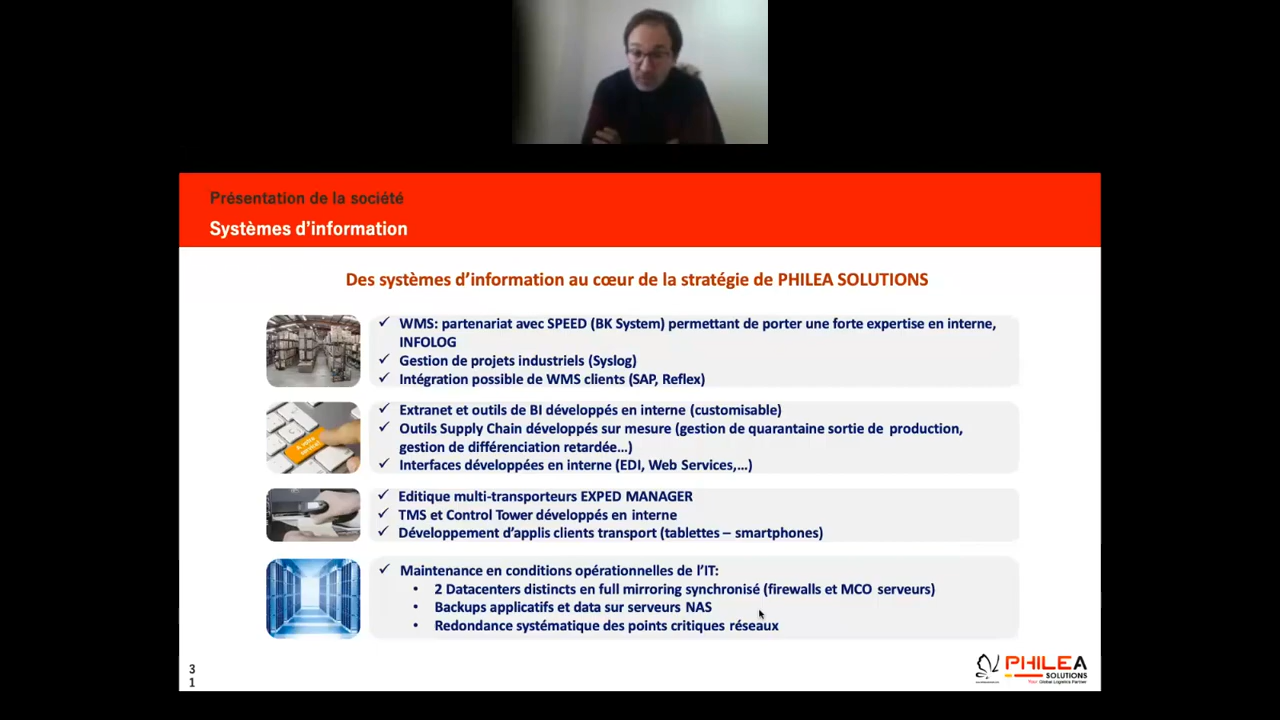 Présentation de la société
Systèmes d'information
Des systèmes d'information au cœur de la stratégie de PHILEA SOLUTIONS
WMS: partenariat avec SPEED (BK System) permettant de porter une forte expertise en interne,
INFOLOG
Gestion de projets industriels (Syslog)
Intégration possible de WMS clients (SAP, Reflex)
Extranet et outils de BI développés en interne (customisable)
Outils Supply Chain développés sur mesure (gestion de quarantaine sortie de production,
gestion de différenciation retardée…)
Interfaces développées en interne (EDI, Web Services,…)
Editique multi-transporteurs EXPED MANAGER
TMS et Control Tower développés en interne
Développement d'applis clients transport (tablettes – smartphones)
Maintenance en conditions opérationnelles de l'IT:
2 Datacenters distincts en full mirroring synchronisé (firewalls et MCO serveurs)
Backups applicatifs et data sur serveurs NAS
Redondance systématique des points critiques réseaux
3
1
PHILEA
SOLUTIONS
Your Global Logistics Partner